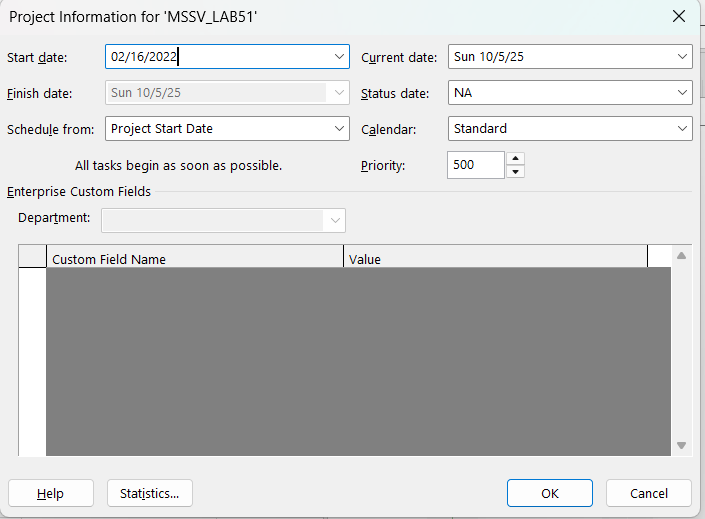 Project Information for 'MSSV_LAB51'
Start date: 02/16/2022 Current date: Sun 10/5/25
Finish date: Sun 10/5/25 Status date: NA
Schedule from: Project Start Date Calendar: Standard
All tasks begin as soon as possible. Priority: 500
Enterprise Custom Fields
Department:
Custom Field Name Value
Help Statistics... OK Cancel